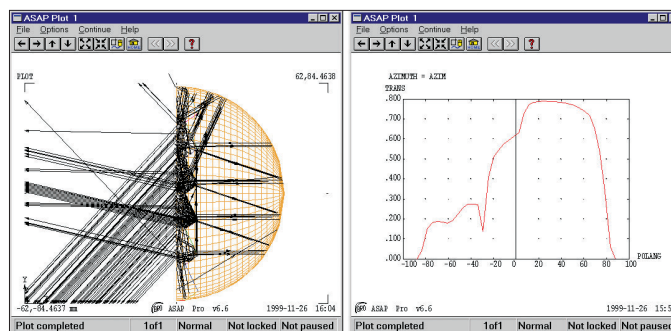 ASAP Plot 1
File Options Continue Help
?
PLOT
62,84.4638
Y
-62,-84.4637 mm
ASAP Pro v6.6
1999-11-26 16:04
Plot completed
1of1
Normal
Not locked
Not paused
ASAP Plot 1
File Options Continue Help
?
AZIMUTH = AZIM
TRANS
.800
.700
.600
.500
.400
.300
.200
.100
.000
-100 -80 -60 -40 -20 0 20 40 60 80 100
POLANG
ASAP Pro v6.6
1999-11-26 15:5
Plot completed
1of1
Normal
Not locked
Not paused